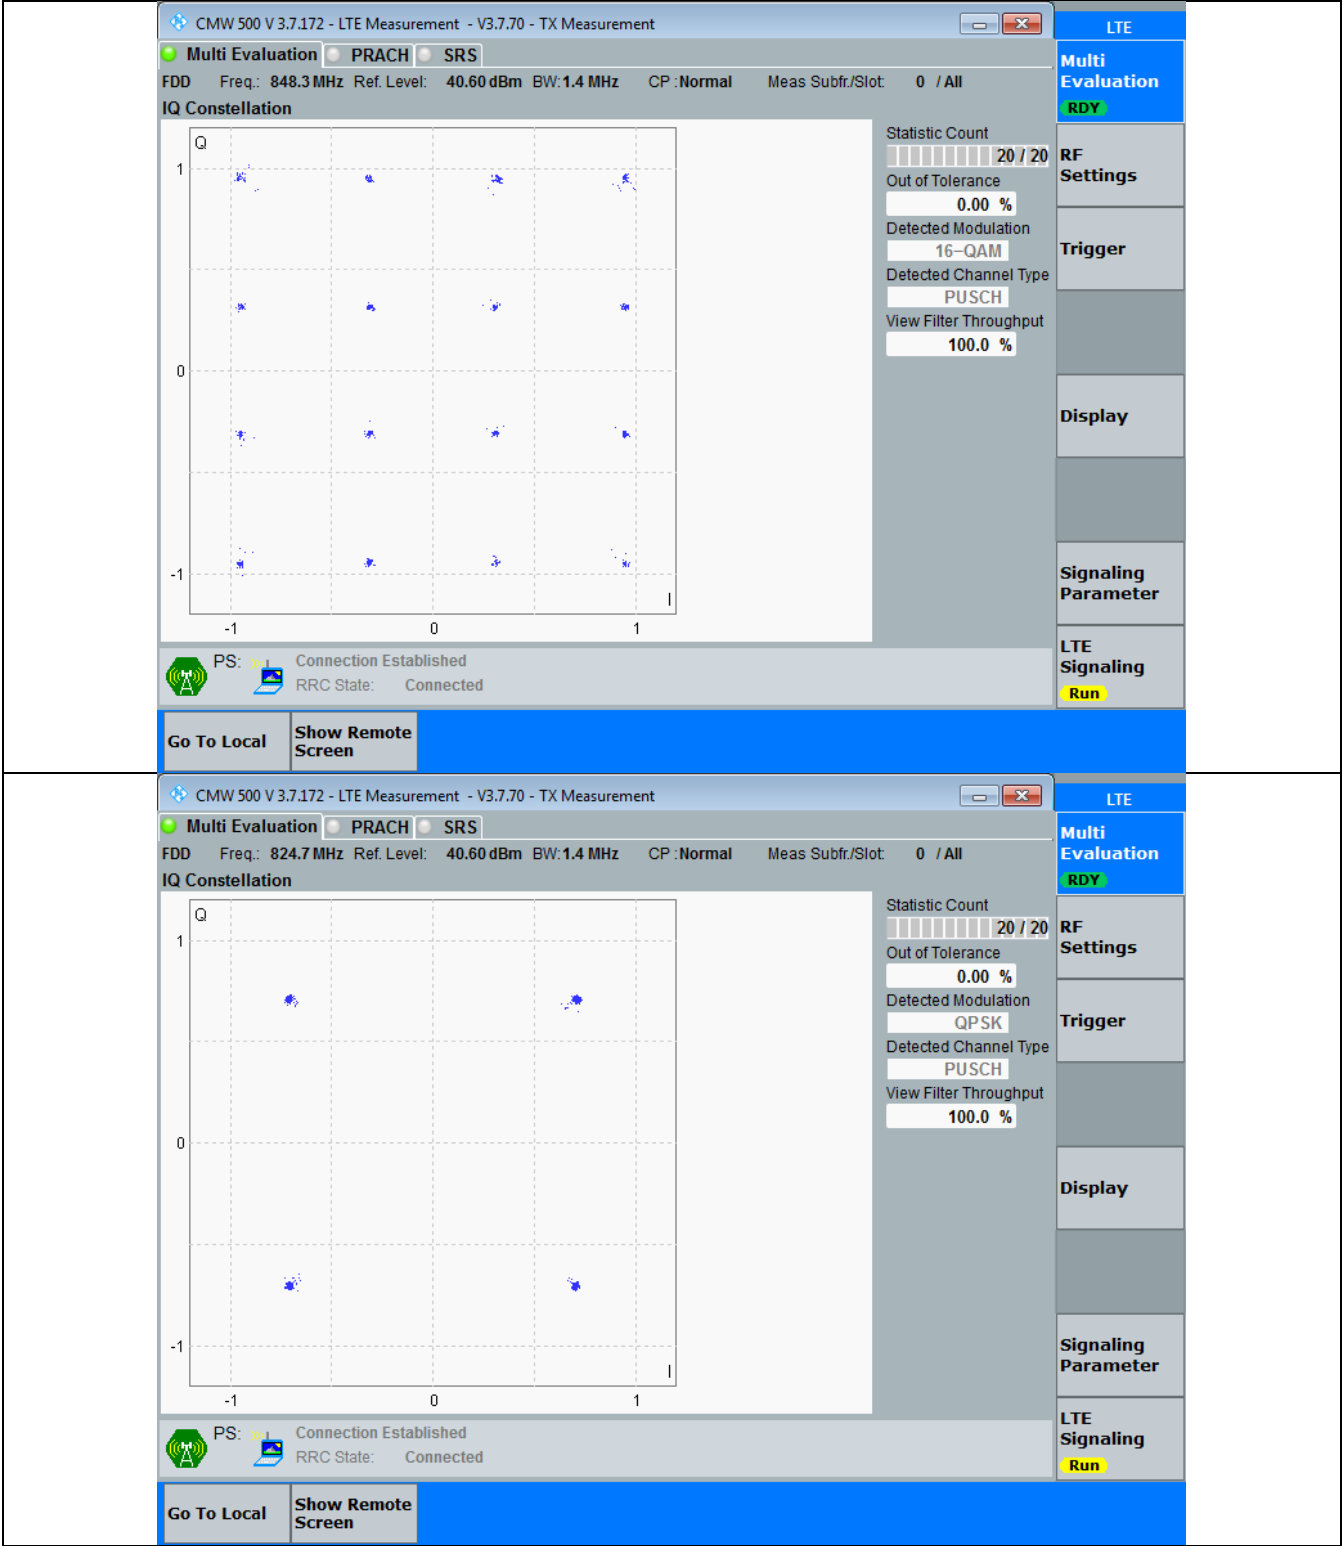 CMW 500 V 3.7.172 - LTE Measurement - V3.7.70 - TX Measurement
LTE
Multi Evaluation PRACH SRS
FDD Freq.: 848.3 MHz Ref. Level: 40.60 dBm BW: 1.4 MHz CP : Normal Meas Subfr./Slot: 0 / All
IQ Constellation
Q
1
0
-1
I
-1 0 1
Statistic Count
20 / 20
Out of Tolerance
0.00 %
Detected Modulation
16-QAM
Detected Channel Type
PUSCH
View Filter Throughput
100.0 %
Multi
Evaluation
RDY
RF
Settings
Trigger
Display
Signaling
Parameter
LTE
Signaling
Run
PS: Connection Established
RRC State: Connected
Go To Local
Show Remote
Screen
CMW 500 V 3.7.172 - LTE Measurement - V3.7.70 - TX Measurement
LTE
Multi Evaluation PRACH SRS
FDD Freq.: 824.7 MHz Ref. Level: 40.60 dBm BW: 1.4 MHz CP : Normal Meas Subfr./Slot: 0 / All
IQ Constellation
Q
1
0
-1
I
-1 0 1
Statistic Count
20 / 20
Out of Tolerance
0.00 %
Detected Modulation
QPSK
Detected Channel Type
PUSCH
View Filter Throughput
100.0 %
Multi
Evaluation
RDY
RF
Settings
Trigger
Display
Signaling
Parameter
LTE
Signaling
Run
PS: Connection Established
RRC State: Connected
Go To Local
Show Remote
Screen